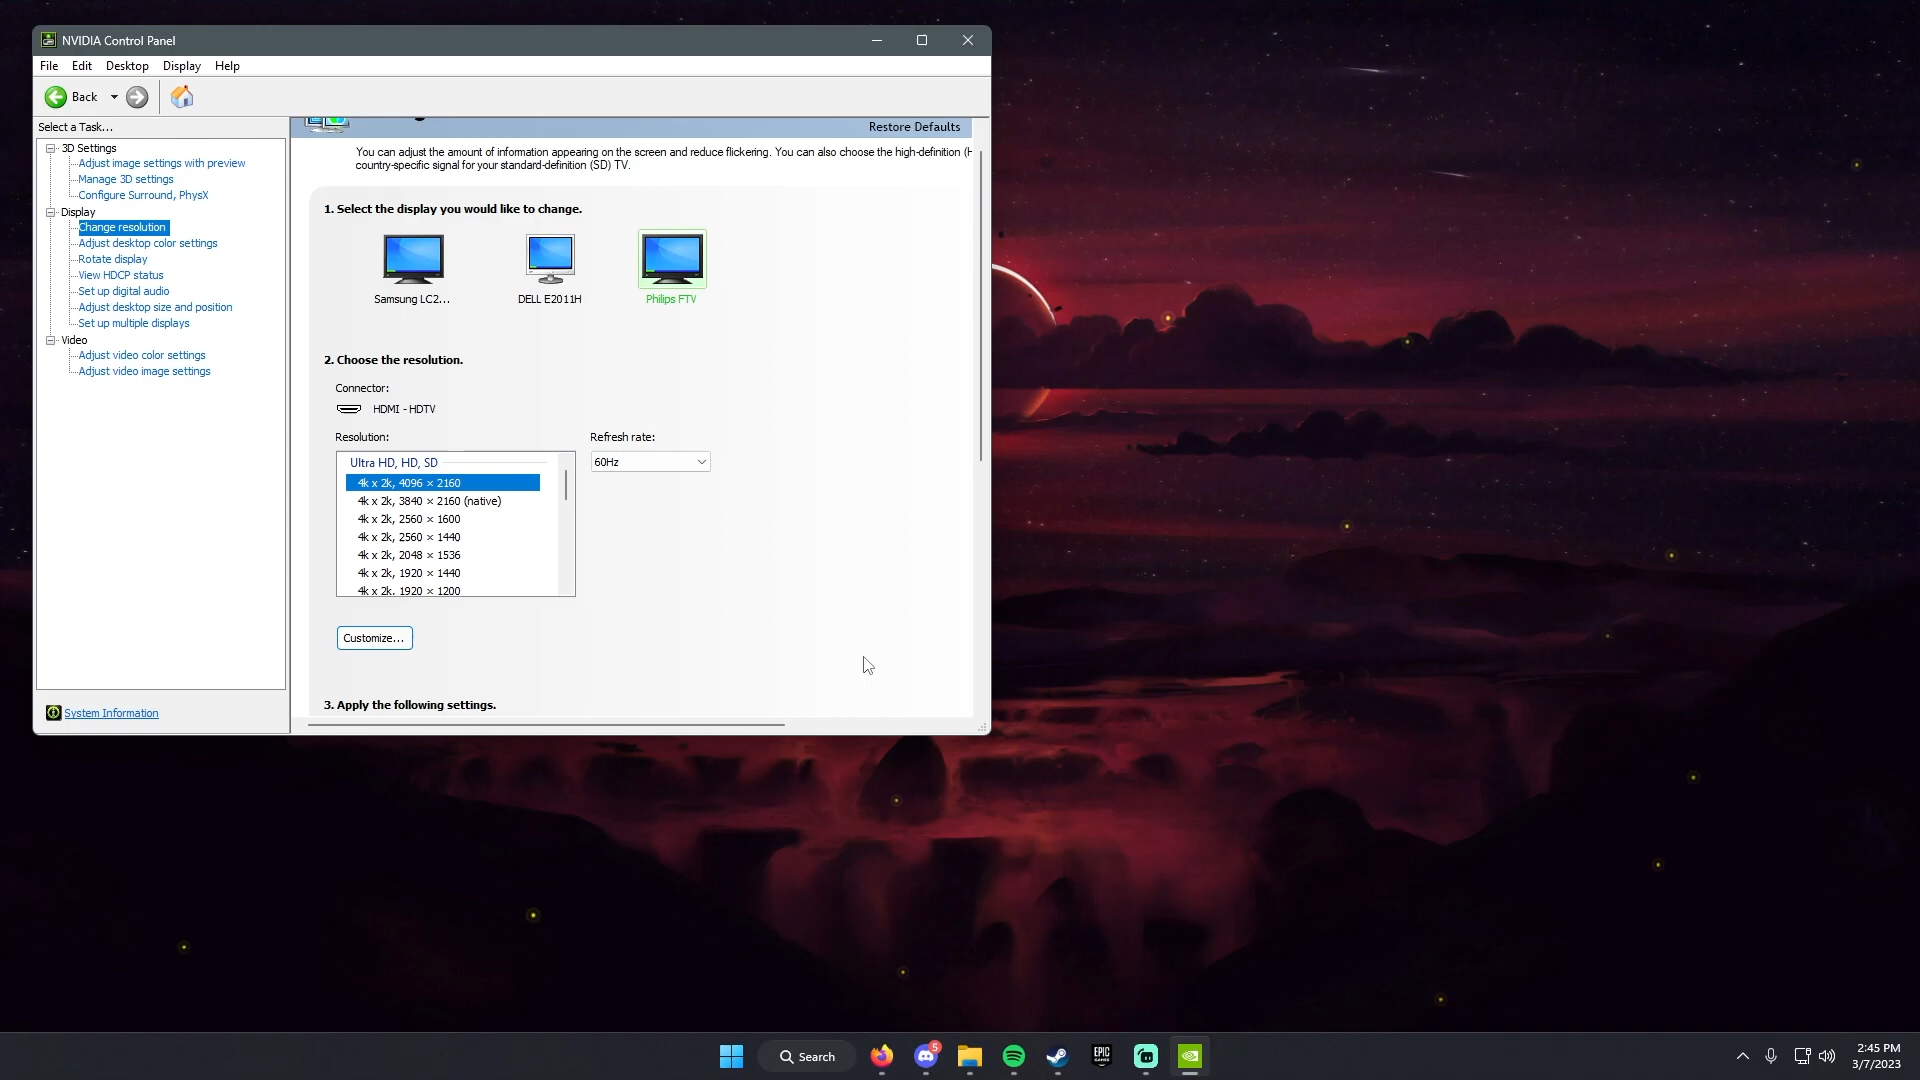 NVIDIA Control Panel
File Edit Desktop Display Help
Back
Select a Task...
3D Settings
Adjust image settings with preview
Manage 3D settings
Configure Surround, PhysX
Display
Change resolution
Adjust desktop color settings
Rotate display
View HDCP status
Set up digital audio
Adjust desktop size and position
Set up multiple displays
Video
Adjust video color settings
Adjust video image settings
System Information
Restore Defaults
You can adjust the amount of information appearing on the screen and reduce flickering. You can also choose the high-definition (H
country-specific signal for your standard-definition (SD) TV.
1. Select the display you would like to change.
Samsung LC2... DELL E2011H Philips FTV
2. Choose the resolution.
Connector:
HDMI - HDTV
Resolution: Refresh rate:
Ultra HD, HD, SD 60Hz
4k x 2k, 4096 × 2160
4k x 2k, 3840 × 2160 (native)
4k x 2k, 2560 × 1600
4k x 2k, 2560 × 1440
4k x 2k, 2048 × 1536
4k x 2k, 1920 × 1440
4k x 2k, 1920 × 1200
Customize...
3. Apply the following settings.
Search
5
EPIC
GAMES
2:45 PM
3/7/2023